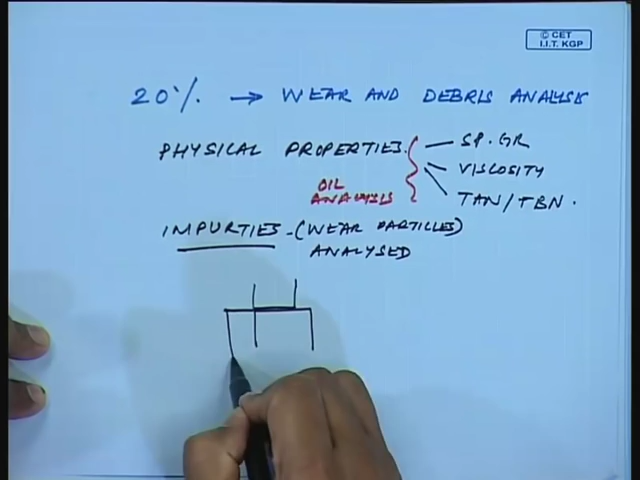 © CET
I.I.T. KGP
20% → WEAR AND DEBRIS ANALYSIS
PHYSICAL PROPERTIES. SP. GR
VISCOSITY
OIL
ANALYSIS TAN/TBN.
IMPURTIES - (WEAR PARTICLES)
ANALYSED